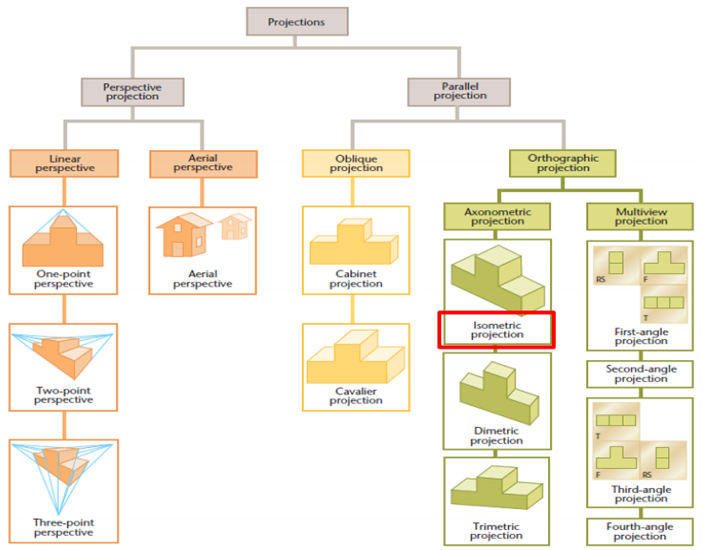 Projections
Perspective
projection
Parallel
projection
Linear
perspective
Aerial
perspective
Oblique
projection
Orthographic
projection
Axonometric
projection
Multiview
projection
One-point
perspective
Aerial
perspective
Cabinet
projection
Isometric
projection
RS
F
T
First-angle
projection
Two-point
perspective
Cavalier
projection
Dimetric
projection
Second-angle
projection
T
F
RS
Third-angle
projection
Three-point
perspective
Trimetric
projection
Fourth-angle
projection